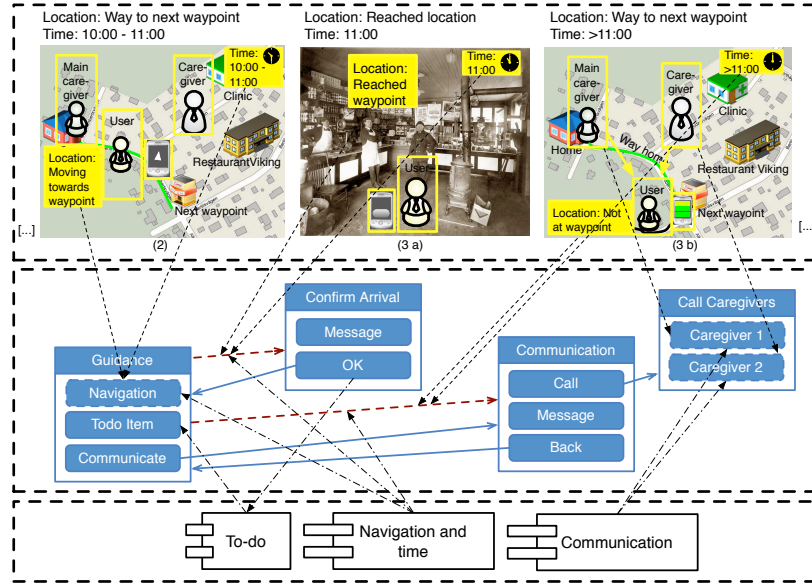 Location: Way to next waypoint
Time: 10:00 - 11:00
Location: Reached location
Time: 11:00
Location: Way to next waypoint
Time: >11:00
Main
care-
giver
Care-
giver
Time:
10:00 -
11:00
Clinic
User
Location:
Moving
towards
waypoint
RestaurantViking
Next waypoint
[...]
(2)
Location:
Reached
waypoint
Time:
11:00
User
(3 a)
Main
care-
giver
Care-
giver
Time:
>11:00
Clinic
Home
Way home
Restaurant Viking
User
Location: Not
at waypoint
Next waypoint
(3 b)
[...]
Confirm Arrival
Message
OK
Call Caregivers
Caregiver 1
Caregiver 2
Guidance
Navigation
Todo Item
Communicate
Communication
Call
Message
Back
To-do
Navigation and
time
Communication